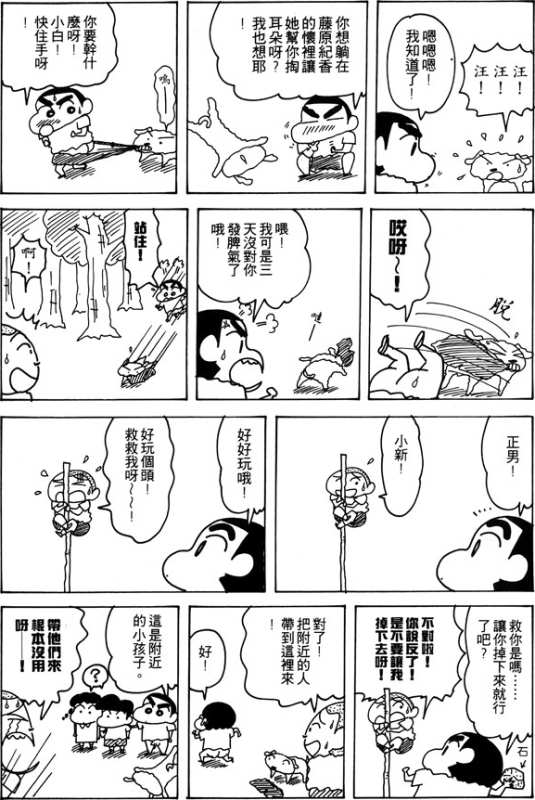 汪！
汪！
汪！
嗯嗯嗯！
我知道了！
你想躺在
藤原紀香
的懷裡讓
她幫你掏
耳朵呀？
我也想耶
！
你要幹什
麼呀！
小白！
快住手呀
！
嗚
哎呀～！
脫
喂！
我可是三
天沒對你
發脾氣了
哦！
站住！
啊！
正男！
小新！
好好玩哦！
好玩個頭！
救救我呀～～！
救你是嗎……
讓你掉下來就行
了吧？
石
不對啦！
你說反了！
是不要讓我
掉下去呀！
對了！
把附近的人
帶到這裡來
好！
這是附近
的小孩子。
？
帶他們來
根本沒用
呀——！